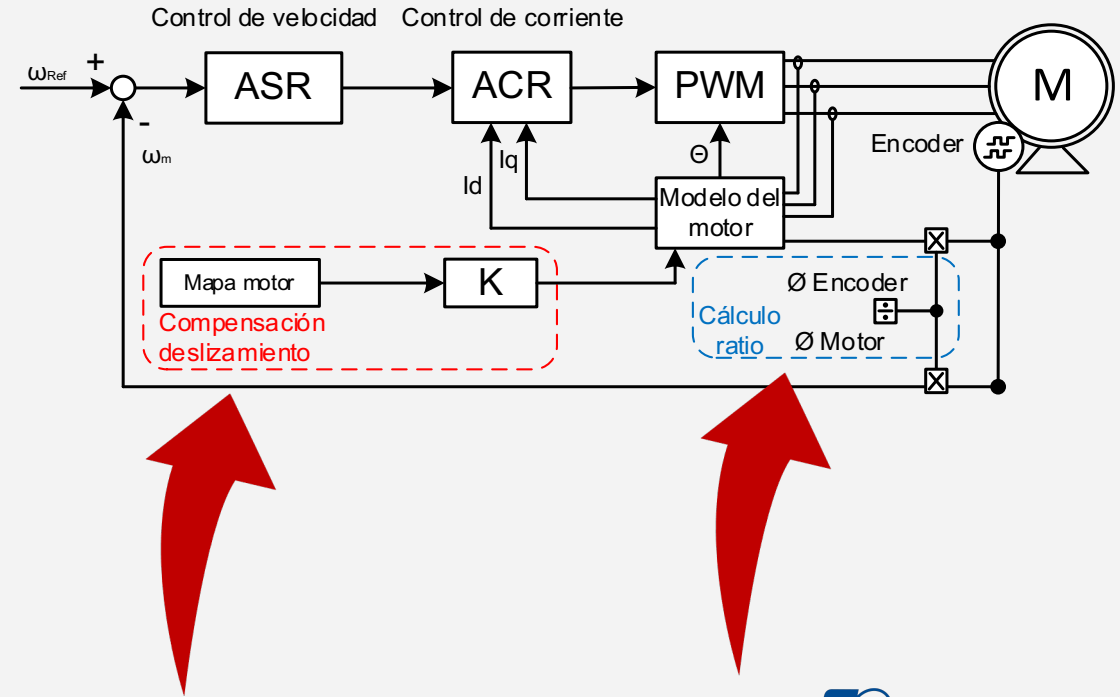 Control de velocidad
Control de corriente
ωRef
+
-
ωm
ASR
ACR
PWM
M
Encoder
Id
Iq
Θ
Modelo del
motor
Mapa motor
K
Compensación
deslizamiento
Ø Encoder
÷
Cálculo
ratio
Ø Motor
X
X